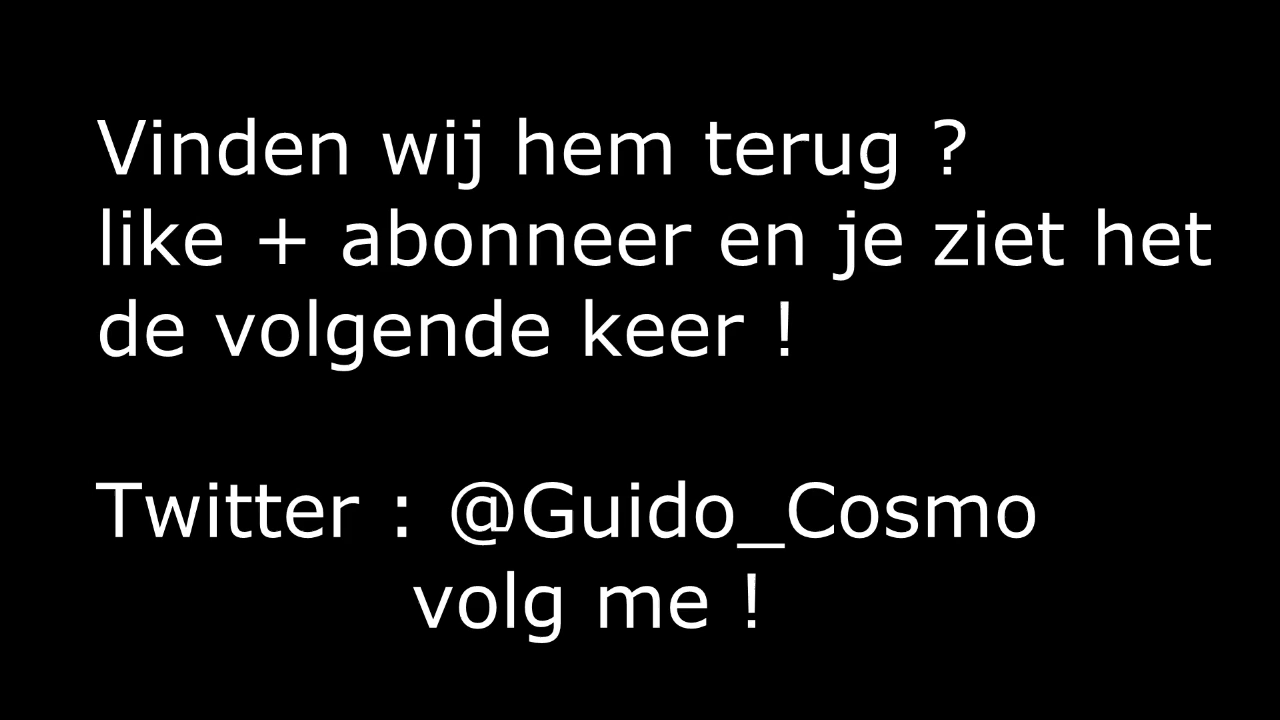 Vinden wij hem terug ?
like + abonneer en je ziet het
de volgende keer !
Twitter : @Guido_Cosmo
volg me !